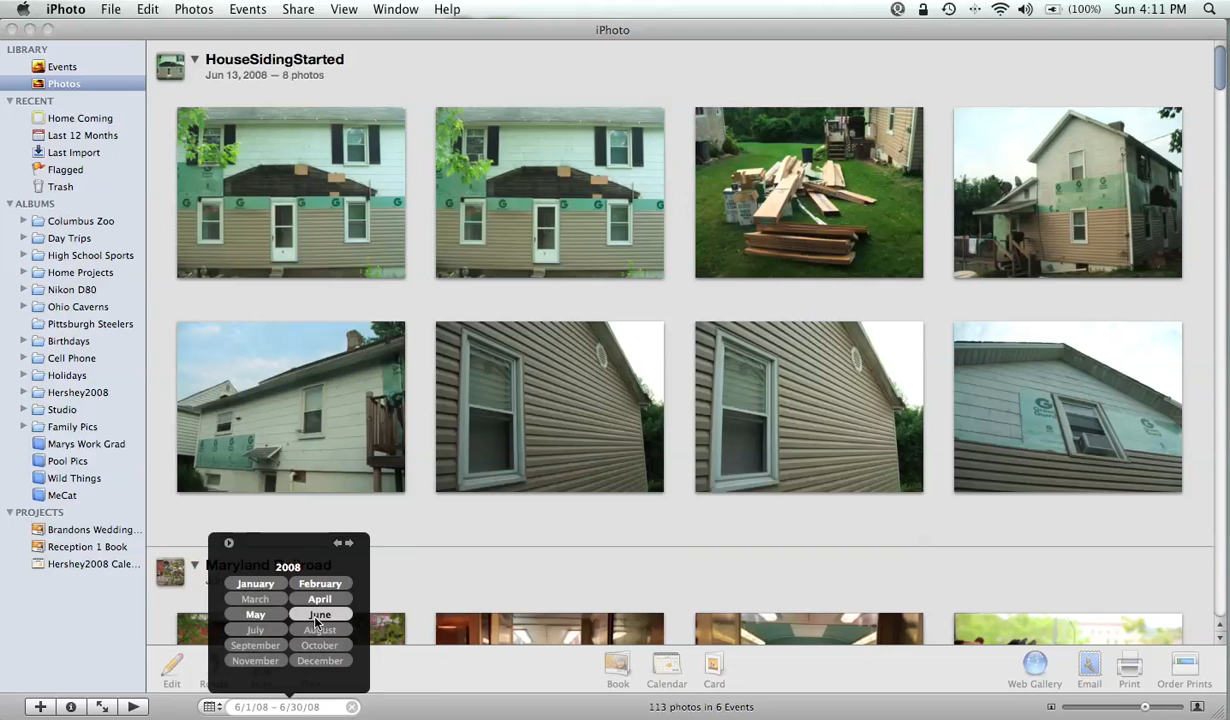 iPhoto File Edit Photos Events Share View Window Help (100%) Sun 4:11 PM
iPhoto
LIBRARY
Events
Photos
RECENT
Home Coming
Last 12 Months
Last Import
Flagged
Trash
ALBUMS
Columbus Zoo
Day Trips
High School Sports
Home Projects
Nikon D80
Ohio Caverns
Pittsburgh Steelers
Birthdays
Cell Phone
Holidays
Hershey2008
Studio
Family Pics
Marys Work Grad
Pool Pics
Wild Things
MeCat
PROJECTS
Brandons Wedding...
Reception 1 Book
Hershey2008 Cale...
HouseSidingStarted
Jun 13, 2008 — 8 photos
2008
January February
March April
May June
July August
September October
November December
Edit Book Calendar Card Web Gallery Email Print Order Prints
6/1/08 – 6/30/08 113 photos in 6 Events